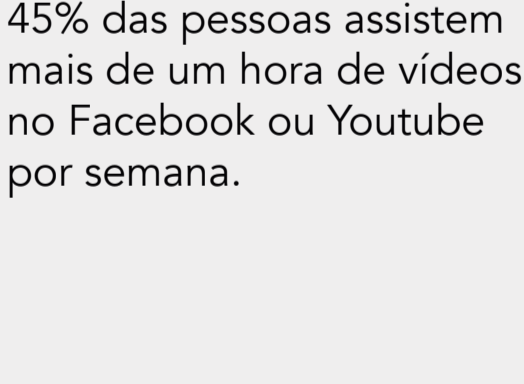 45% das pessoas assistem
mais de um hora de vídeos
no Facebook ou Youtube
por semana.